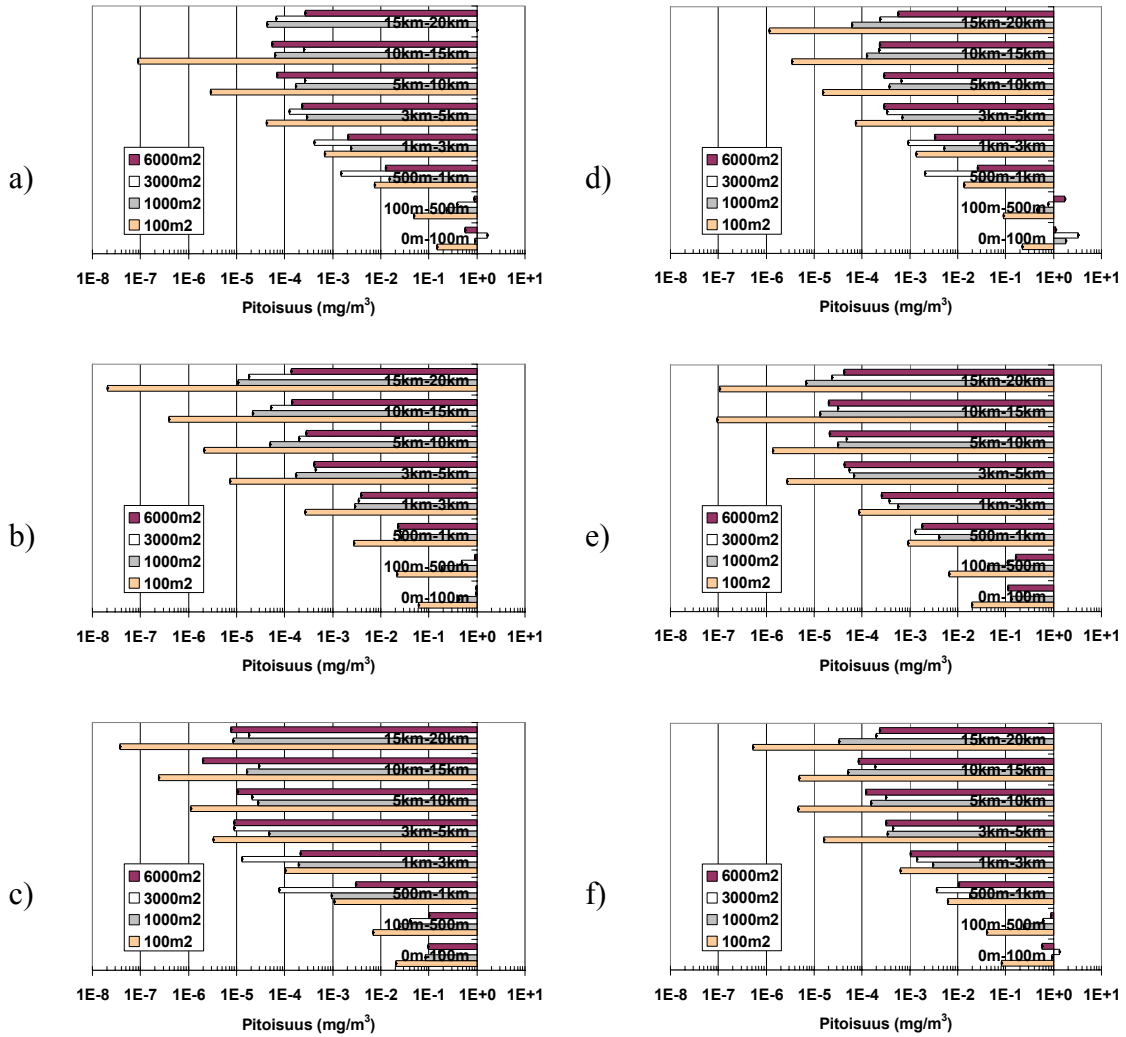 a)
15km-20km
10km-15km
5km-10km
3km-5km
1km-3km
500m-1km
100m-500m
0m-100m
6000m2
3000m2
1000m2
100m2
1E-8 1E-7 1E-6 1E-5 1E-4 1E-3 1E-2 1E-1 1E+0 1E+1
Pitoisuus (mg/m³)
d)
15km-20km
10km-15km
5km-10km
3km-5km
1km-3km
500m-1km
100m-500m
0m-100m
6000m2
3000m2
1000m2
100m2
1E-8 1E-7 1E-6 1E-5 1E-4 1E-3 1E-2 1E-1 1E+0 1E+1
Pitoisuus (mg/m³)
b)
15km-20km
10km-15km
5km-10km
3km-5km
1km-3km
500m-1km
100m-500m
0m-100m
6000m2
3000m2
1000m2
100m2
1E-8 1E-7 1E-6 1E-5 1E-4 1E-3 1E-2 1E-1 1E+0 1E+1
Pitoisuus (mg/m³)
e)
15km-20km
10km-15km
5km-10km
3km-5km
1km-3km
500m-1km
100m-500m
0m-100m
6000m2
3000m2
1000m2
100m2
1E-8 1E-7 1E-6 1E-5 1E-4 1E-3 1E-2 1E-1 1E+0 1E+1
Pitoisuus (mg/m³)
c)
15km-20km
10km-15km
5km-10km
3km-5km
1km-3km
500m-1km
100m-500m
0m-100m
6000m2
3000m2
1000m2
100m2
1E-8 1E-7 1E-6 1E-5 1E-4 1E-3 1E-2 1E-1 1E+0 1E+1
Pitoisuus (mg/m³)
f)
15km-20km
10km-15km
5km-10km
3km-5km
1km-3km
500m-1km
100m-500m
0m-100m
6000m2
3000m2
1000m2
100m2
1E-8 1E-7 1E-6 1E-5 1E-4 1E-3 1E-2 1E-1 1E+0 1E+1
Pitoisuus (mg/m³)